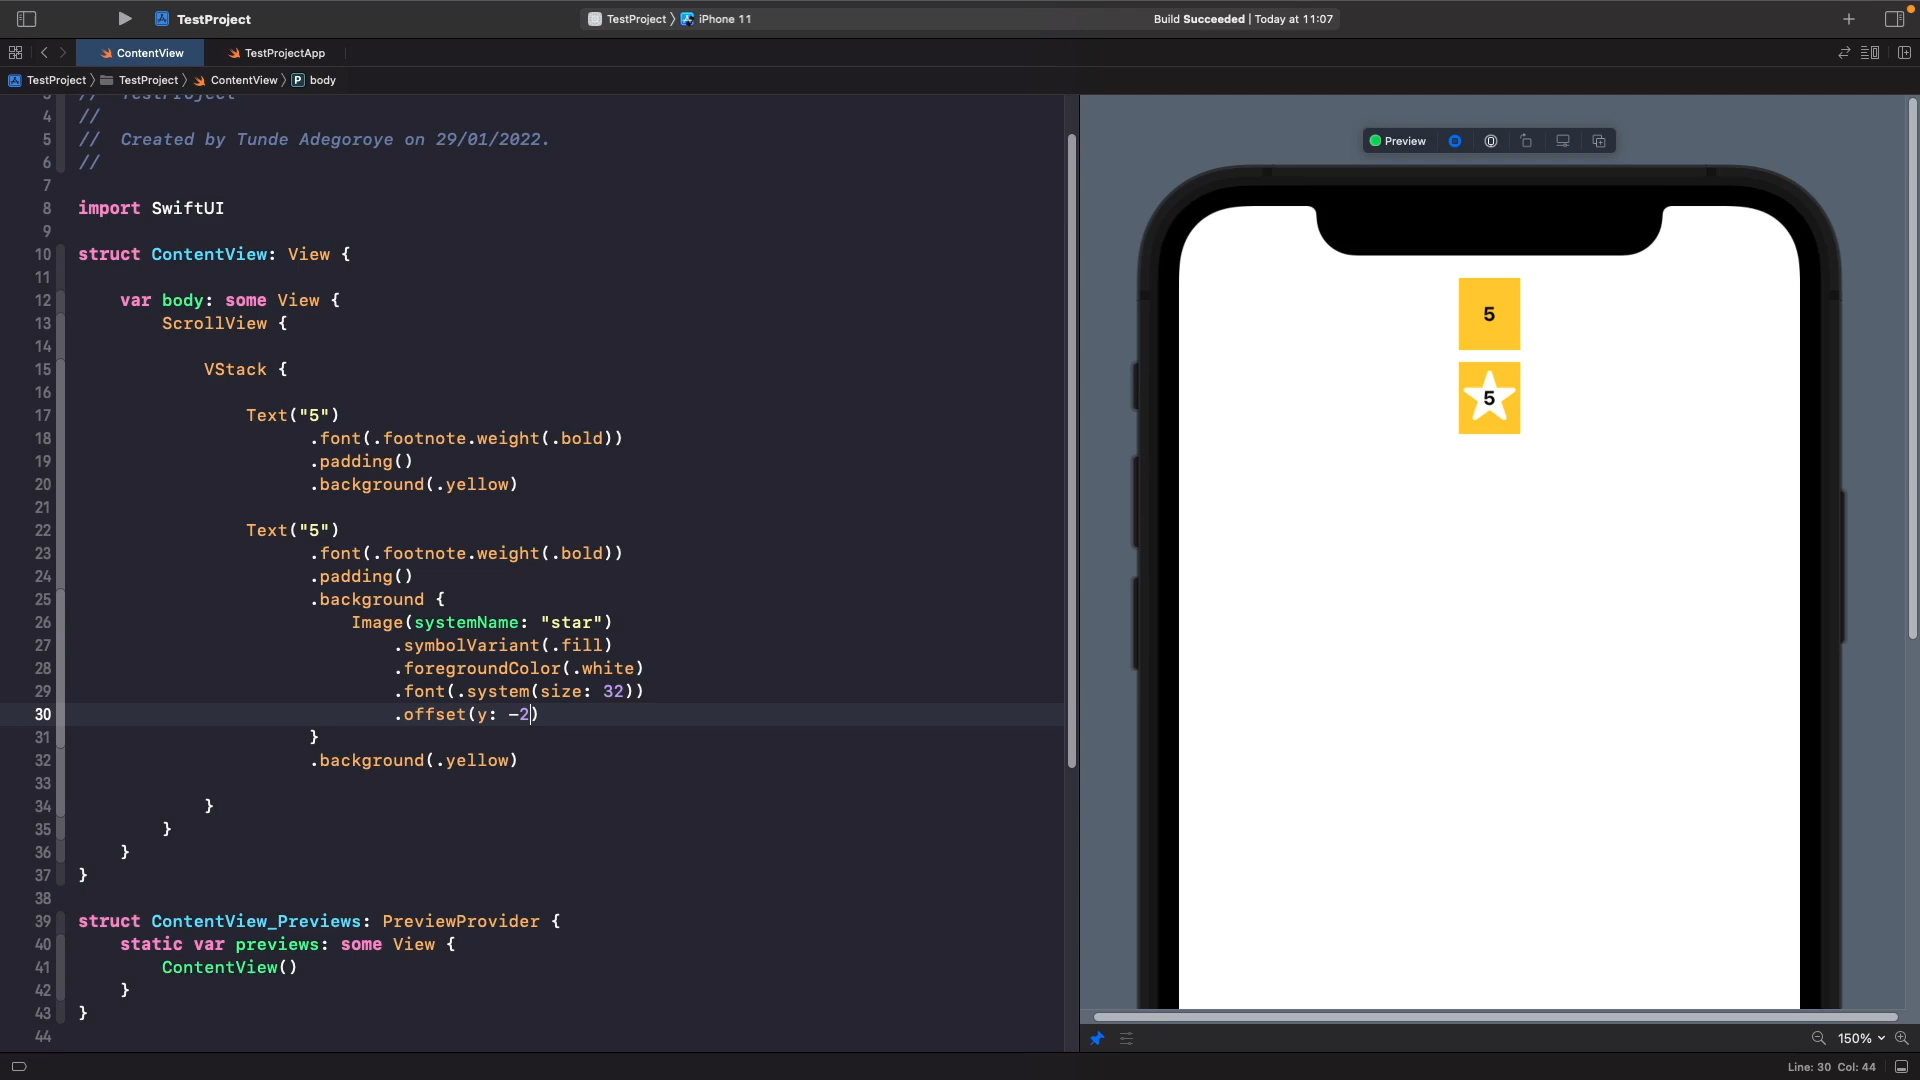 TestProject
TestProject 〉 iPhone 11
Build Succeeded | Today at 11:07
ContentView
TestProjectApp
TestProject 〉 TestProject 〉 ContentView 〉 P body
3 //  TestProject
4 //
5 //  Created by Tunde Adegoroye on 29/01/2022.
6 //
7
8 import SwiftUI
9
10 struct ContentView: View {
11
12     var body: some View {
13         ScrollView {
14
15             VStack {
16
17                 Text("5")
18                       .font(.footnote.weight(.bold))
19                       .padding()
20                       .background(.yellow)
21
22                 Text("5")
23                       .font(.footnote.weight(.bold))
24                       .padding()
25                       .background {
26                           Image(systemName: "star")
27                               .symbolVariant(.fill)
28                               .foregroundColor(.white)
29                               .font(.system(size: 32))
30                               .offset(y: -2)
31                       }
32                       .background(.yellow)
33
34             }
35         }
36     }
37 }
38
39 struct ContentView_Previews: PreviewProvider {
40     static var previews: some View {
41         ContentView()
42     }
43 }
44
Preview
5
5
150%
Line: 30 Col: 44